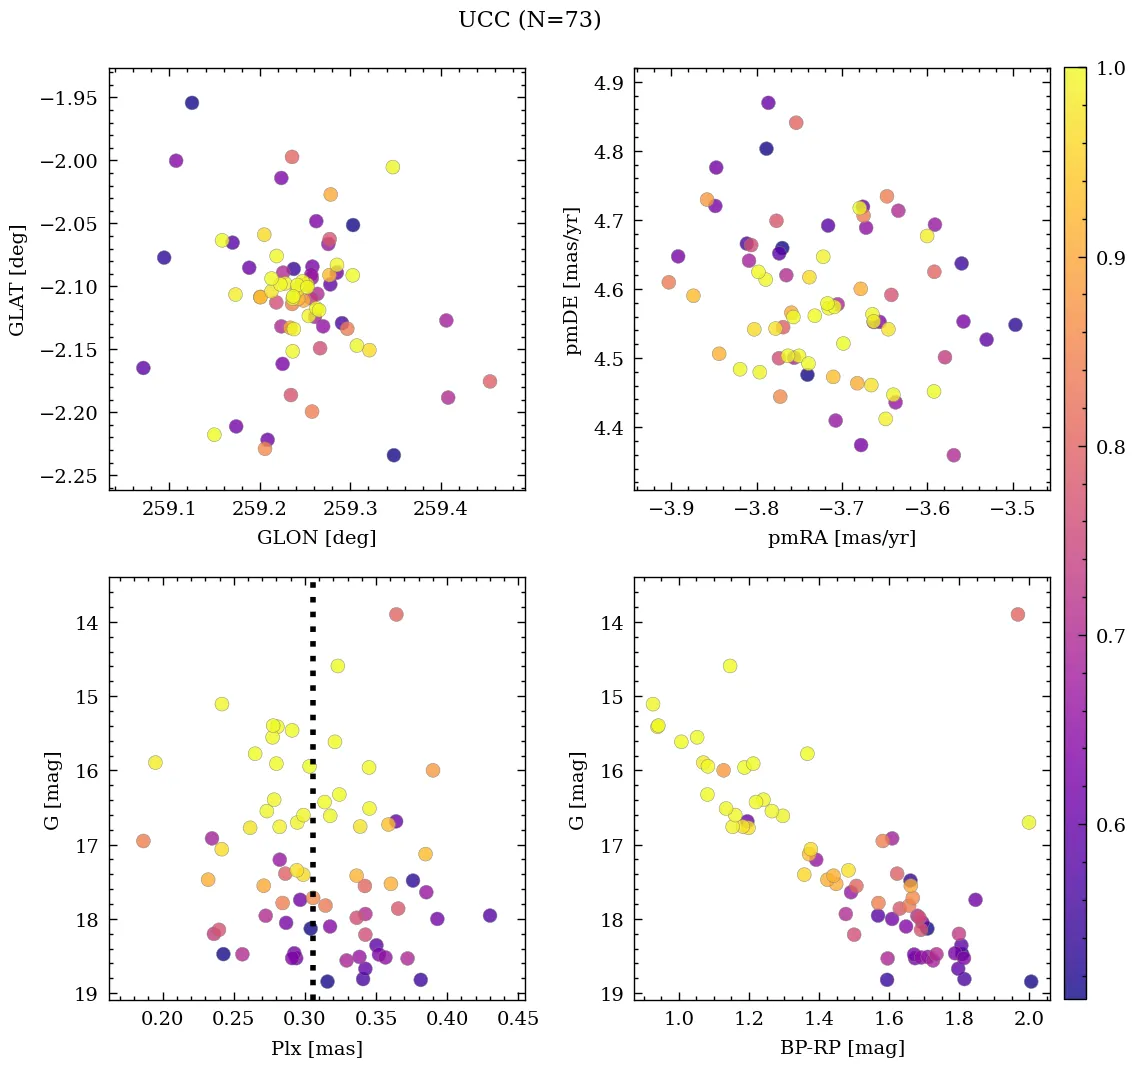 UCC (N=73)
−1.95
−2.00
−2.05
−2.10
−2.15
−2.20
−2.25
GLAT [deg]
259.1 259.2 259.3 259.4
GLON [deg]
4.9
4.8
4.7
4.6
4.5
4.4
pmDE [mas/yr]
−3.9 −3.8 −3.7 −3.6 −3.5
pmRA [mas/yr]
14
15
16
17
18
19
G [mag]
0.20 0.25 0.30 0.35 0.40 0.45
Plx [mas]
14
15
16
17
18
19
G [mag]
1.0 1.2 1.4 1.6 1.8 2.0
BP-RP [mag]
1.0
0.9
0.8
0.7
0.6